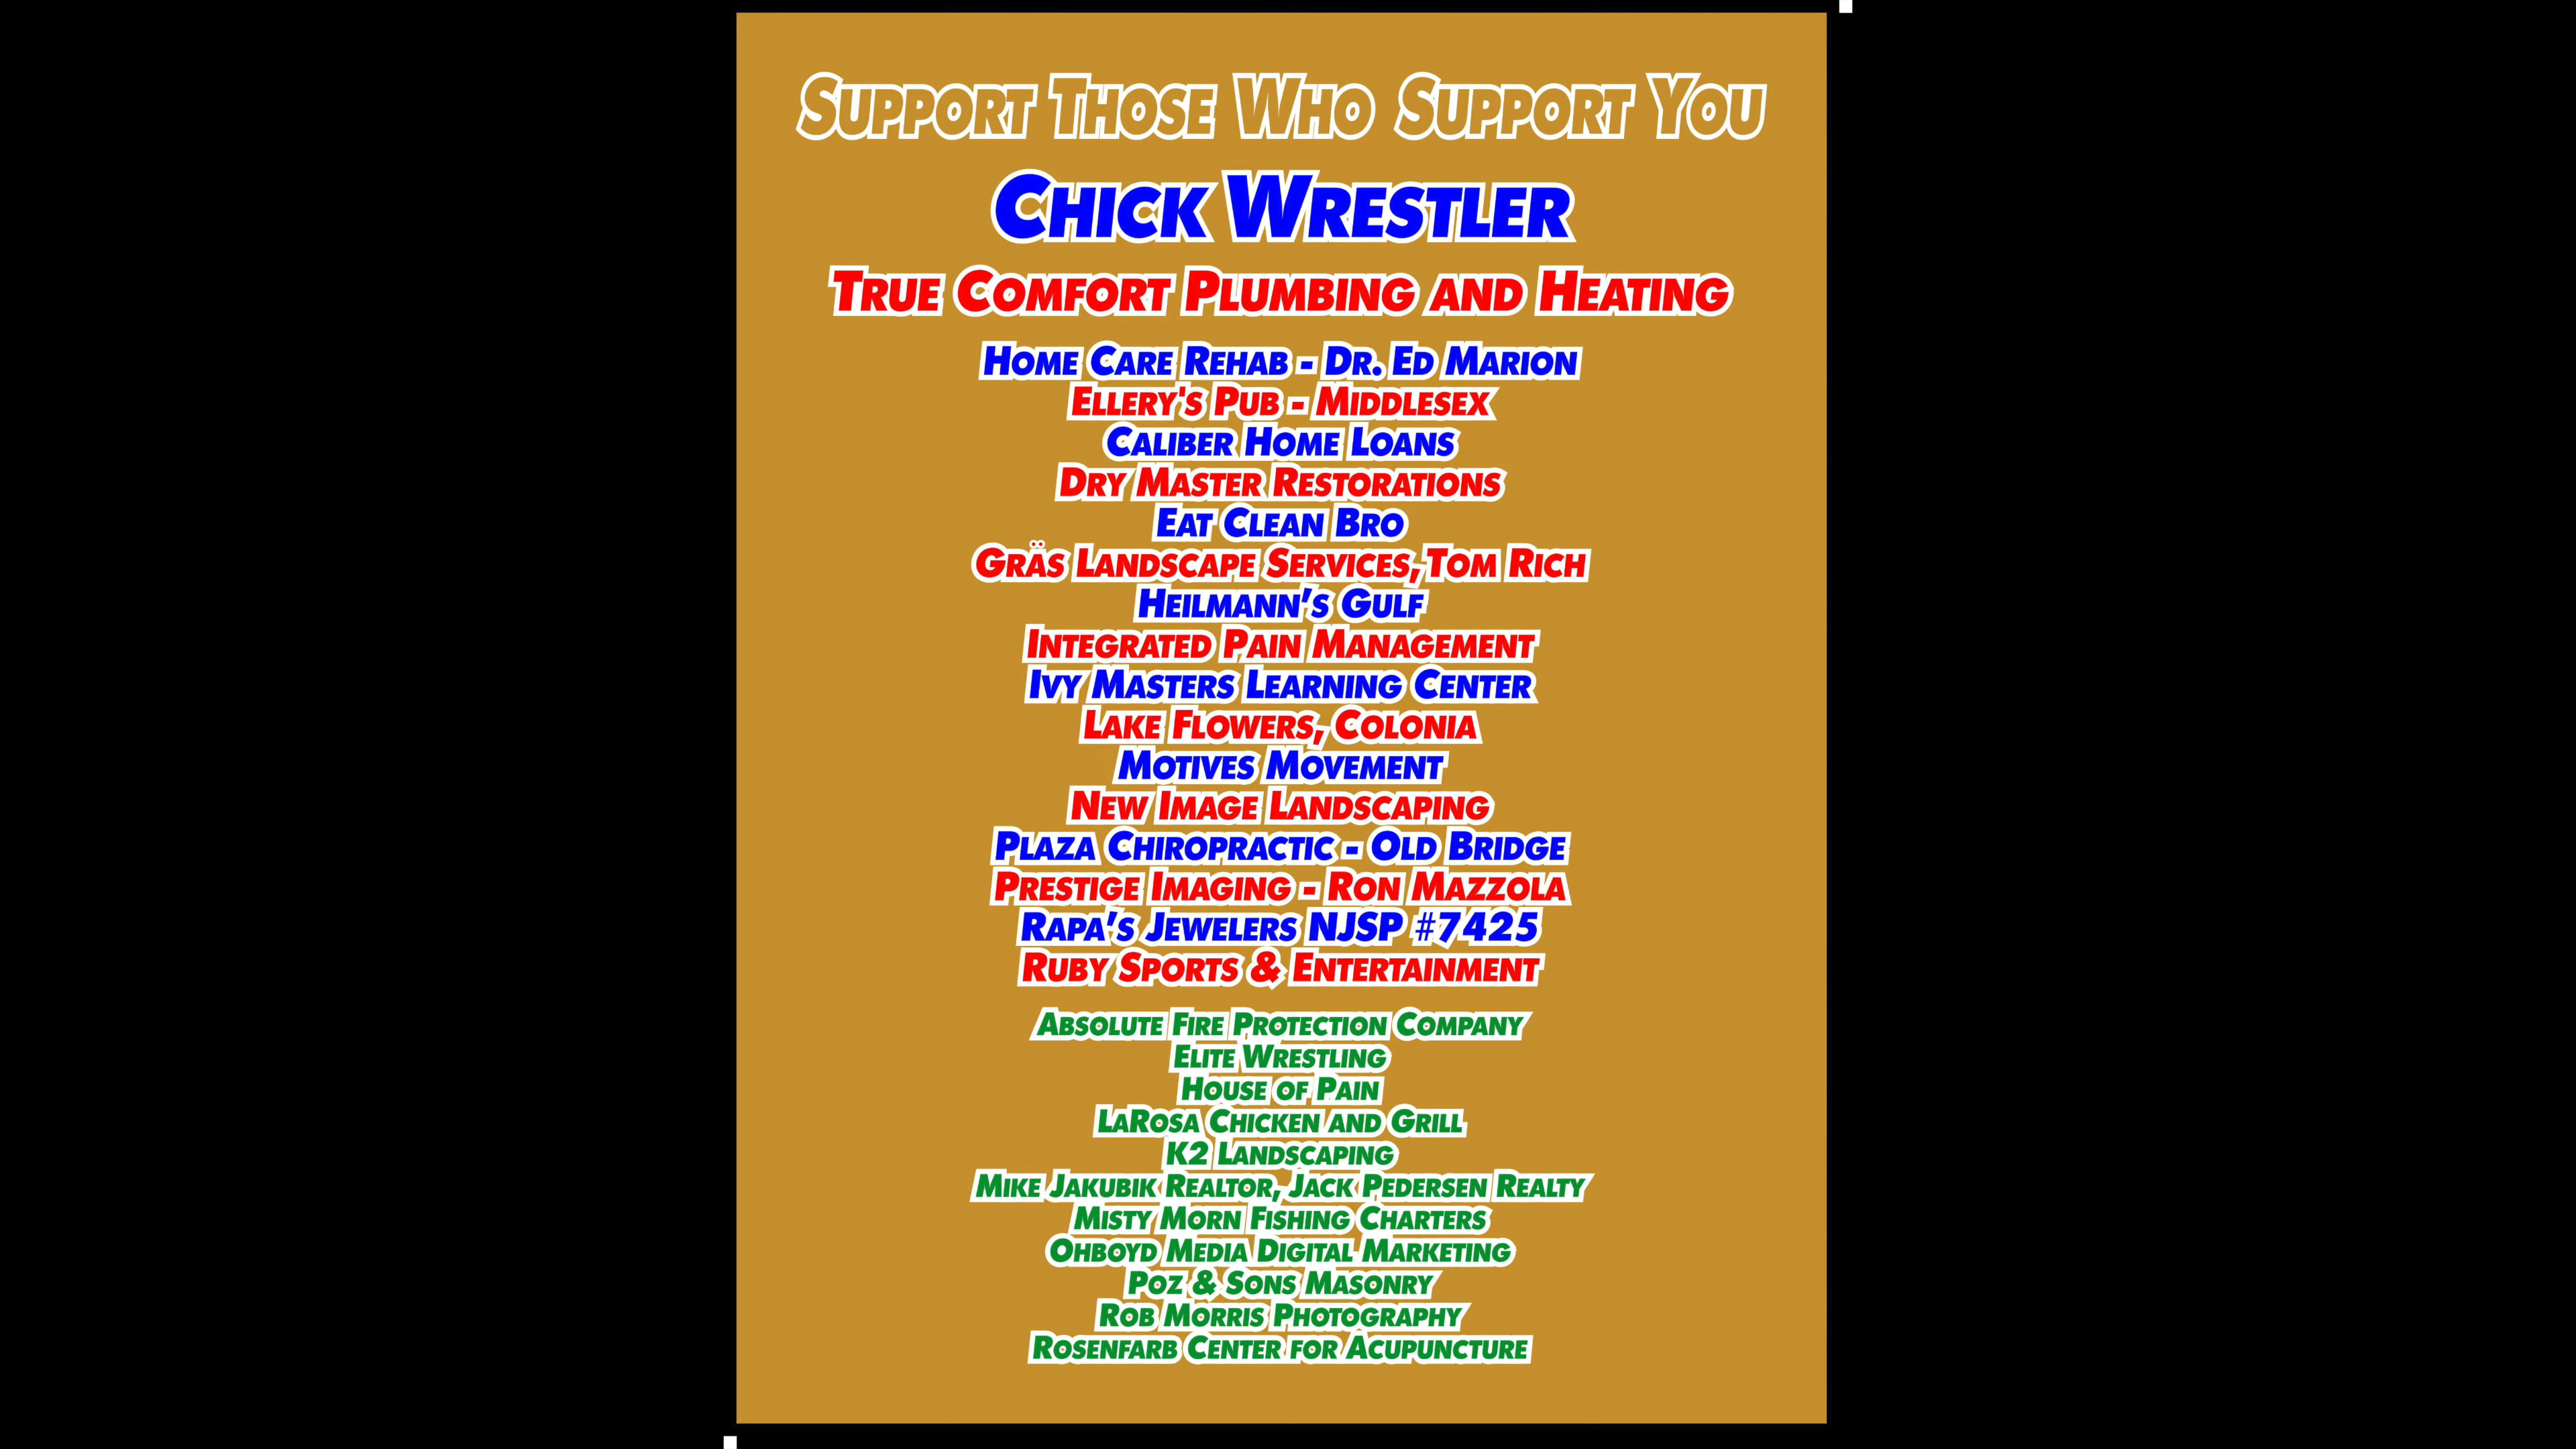 Support Those Who Support You
Chick Wrestler
True Comfort Plumbing and Heating
Home Care Rehab - Dr. Ed Marion
Ellery's Pub - Middlesex
Caliber Home Loans
Dry Master Restorations
Eat Clean Bro
Gräs Landscape Services, Tom Rich
Heilmann’s Gulf
Integrated Pain Management
Ivy Masters Learning Center
Lake Flowers, Colonia
Motives Movement
New Image Landscaping
Plaza Chiropractic - Old Bridge
Prestige Imaging - Ron Mazzola
Rapa’s Jewelers NJSP #7425
Ruby Sports & Entertainment
Absolute Fire Protection Company
Elite Wrestling
House of Pain
LaRosa Chicken and Grill
K2 Landscaping
Mike Jakubik Realtor, Jack Pedersen Realty
Misty Morn Fishing Charters
Ohboyd Media Digital Marketing
Poz & Sons Masonry
Rob Morris Photography
Rosenfarb Center for Acupuncture